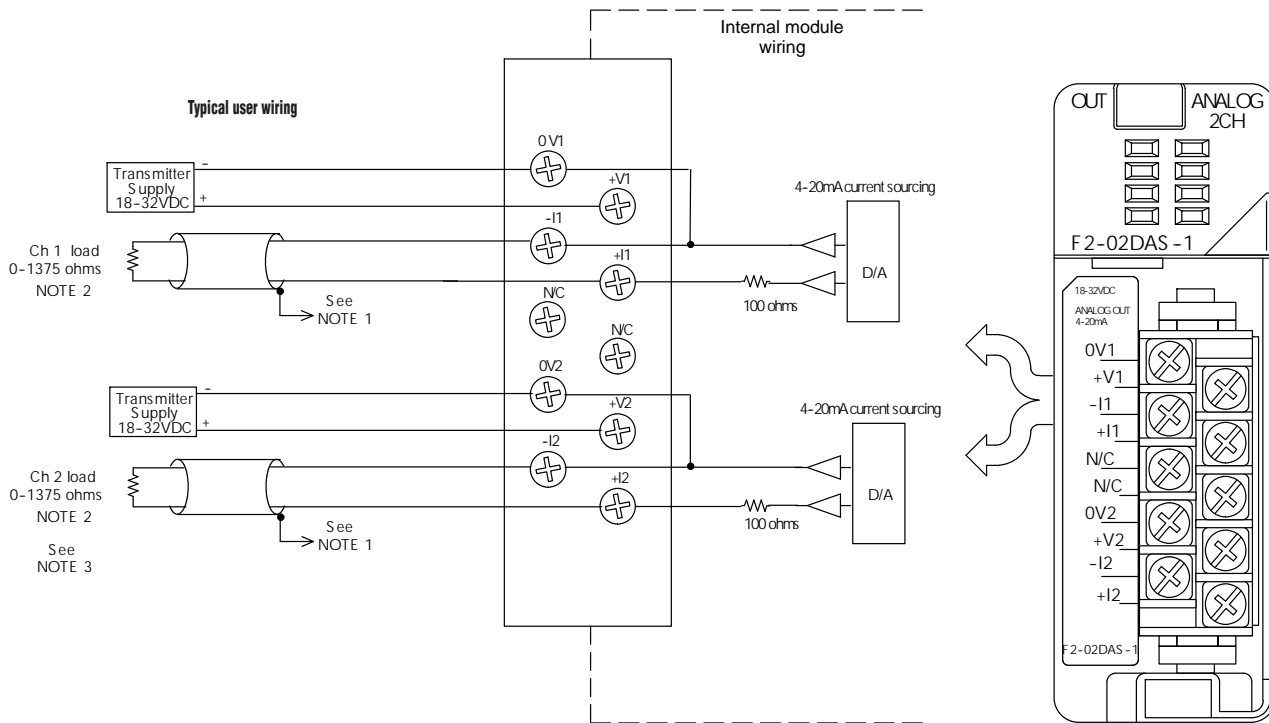 Internal module
wiring
Typical user wiring
0V1
-
Transmitter
Supply
18-32VDC
+
+V1
4-20mA current sourcing
-I1
Ch 1 load
0-1375 ohms
NOTE 2
+I1
D/A
100 ohms
See
NOTE 1
N/C
N/C
0V2
-
Transmitter
Supply
18-32VDC
+
+V2
4-20mA current sourcing
-I2
Ch 2 load
0-1375 ohms
NOTE 2
+I2
D/A
100 ohms
See
NOTE 1
See
NOTE 3
OUT
ANALOG
2CH
F2-02DAS-1
18-32VDC
ANALOG OUT
4-20mA
0V1
+V1
-I1
+I1
N/C
N/C
0V2
+V2
-I2
+I2
F2-02DAS-1